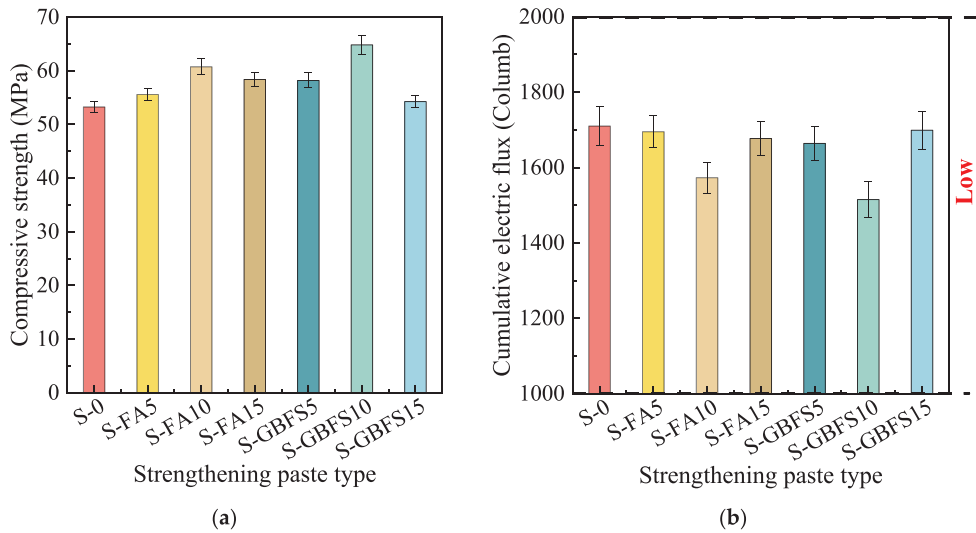 Compressive strength (MPa)
70
60
50
40
30
20
10
0
S-0
S-FA5
S-FA10
S-FA15
S-GBFS5
S-GBFS10
S-GBFS15
Strengthening paste type
(a)
Cumulative electric flux (Columb)
2000
1800
1600
1400
1200
1000
S-0
S-FA5
S-FA10
S-FA15
S-GBFS5
S-GBFS10
S-GBFS15
Strengthening paste type
Low
(b)